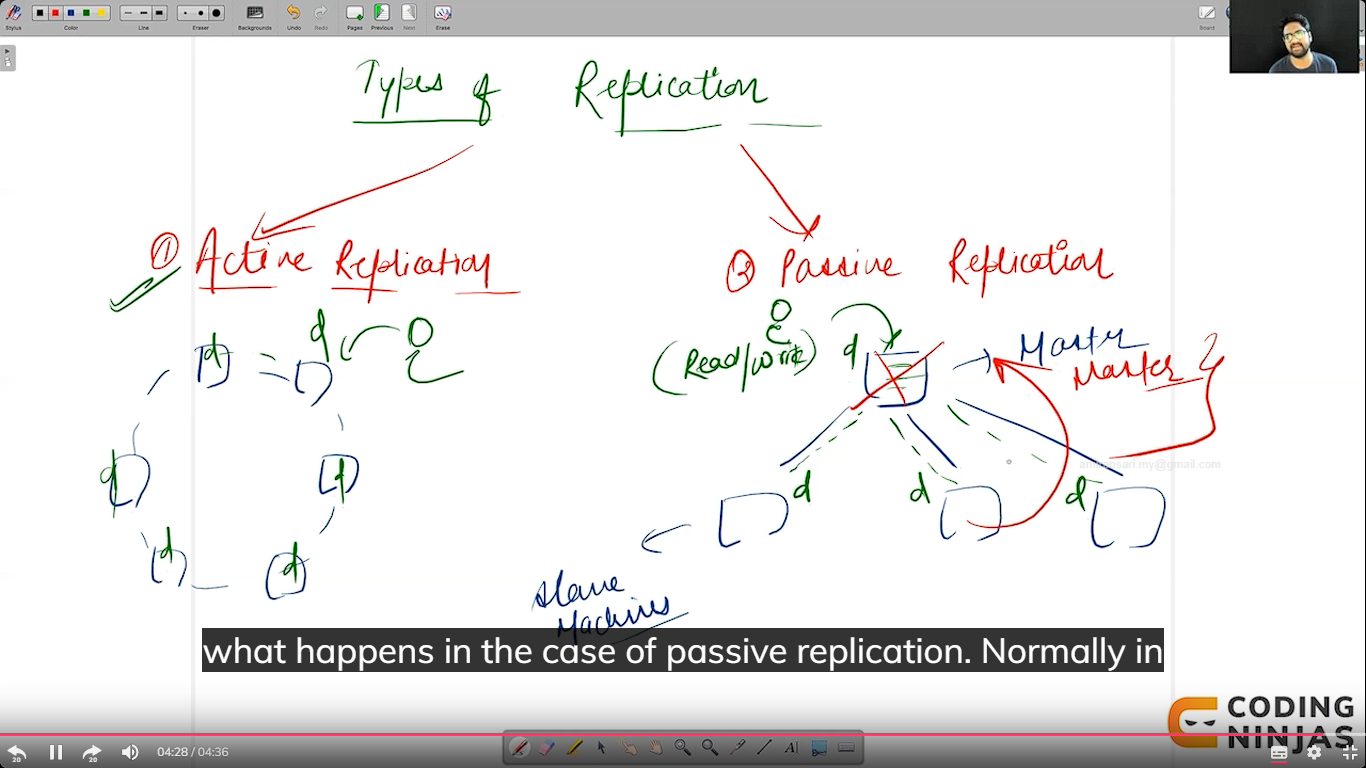 Stylus
Color
Line
Eraser
Backgrounds
Undo
Redo
Pages
Previous
Next
Erase
Board
Types of Replication
① Active Replication
② Passive Replication
d
d
(Read/Write)
d
Master
Master
d
d
d
d
d
d
d
Slave
Machines
what happens in the case of passive replication. Normally in
CODING
NINJAS
20
20
04:28 / 04:36